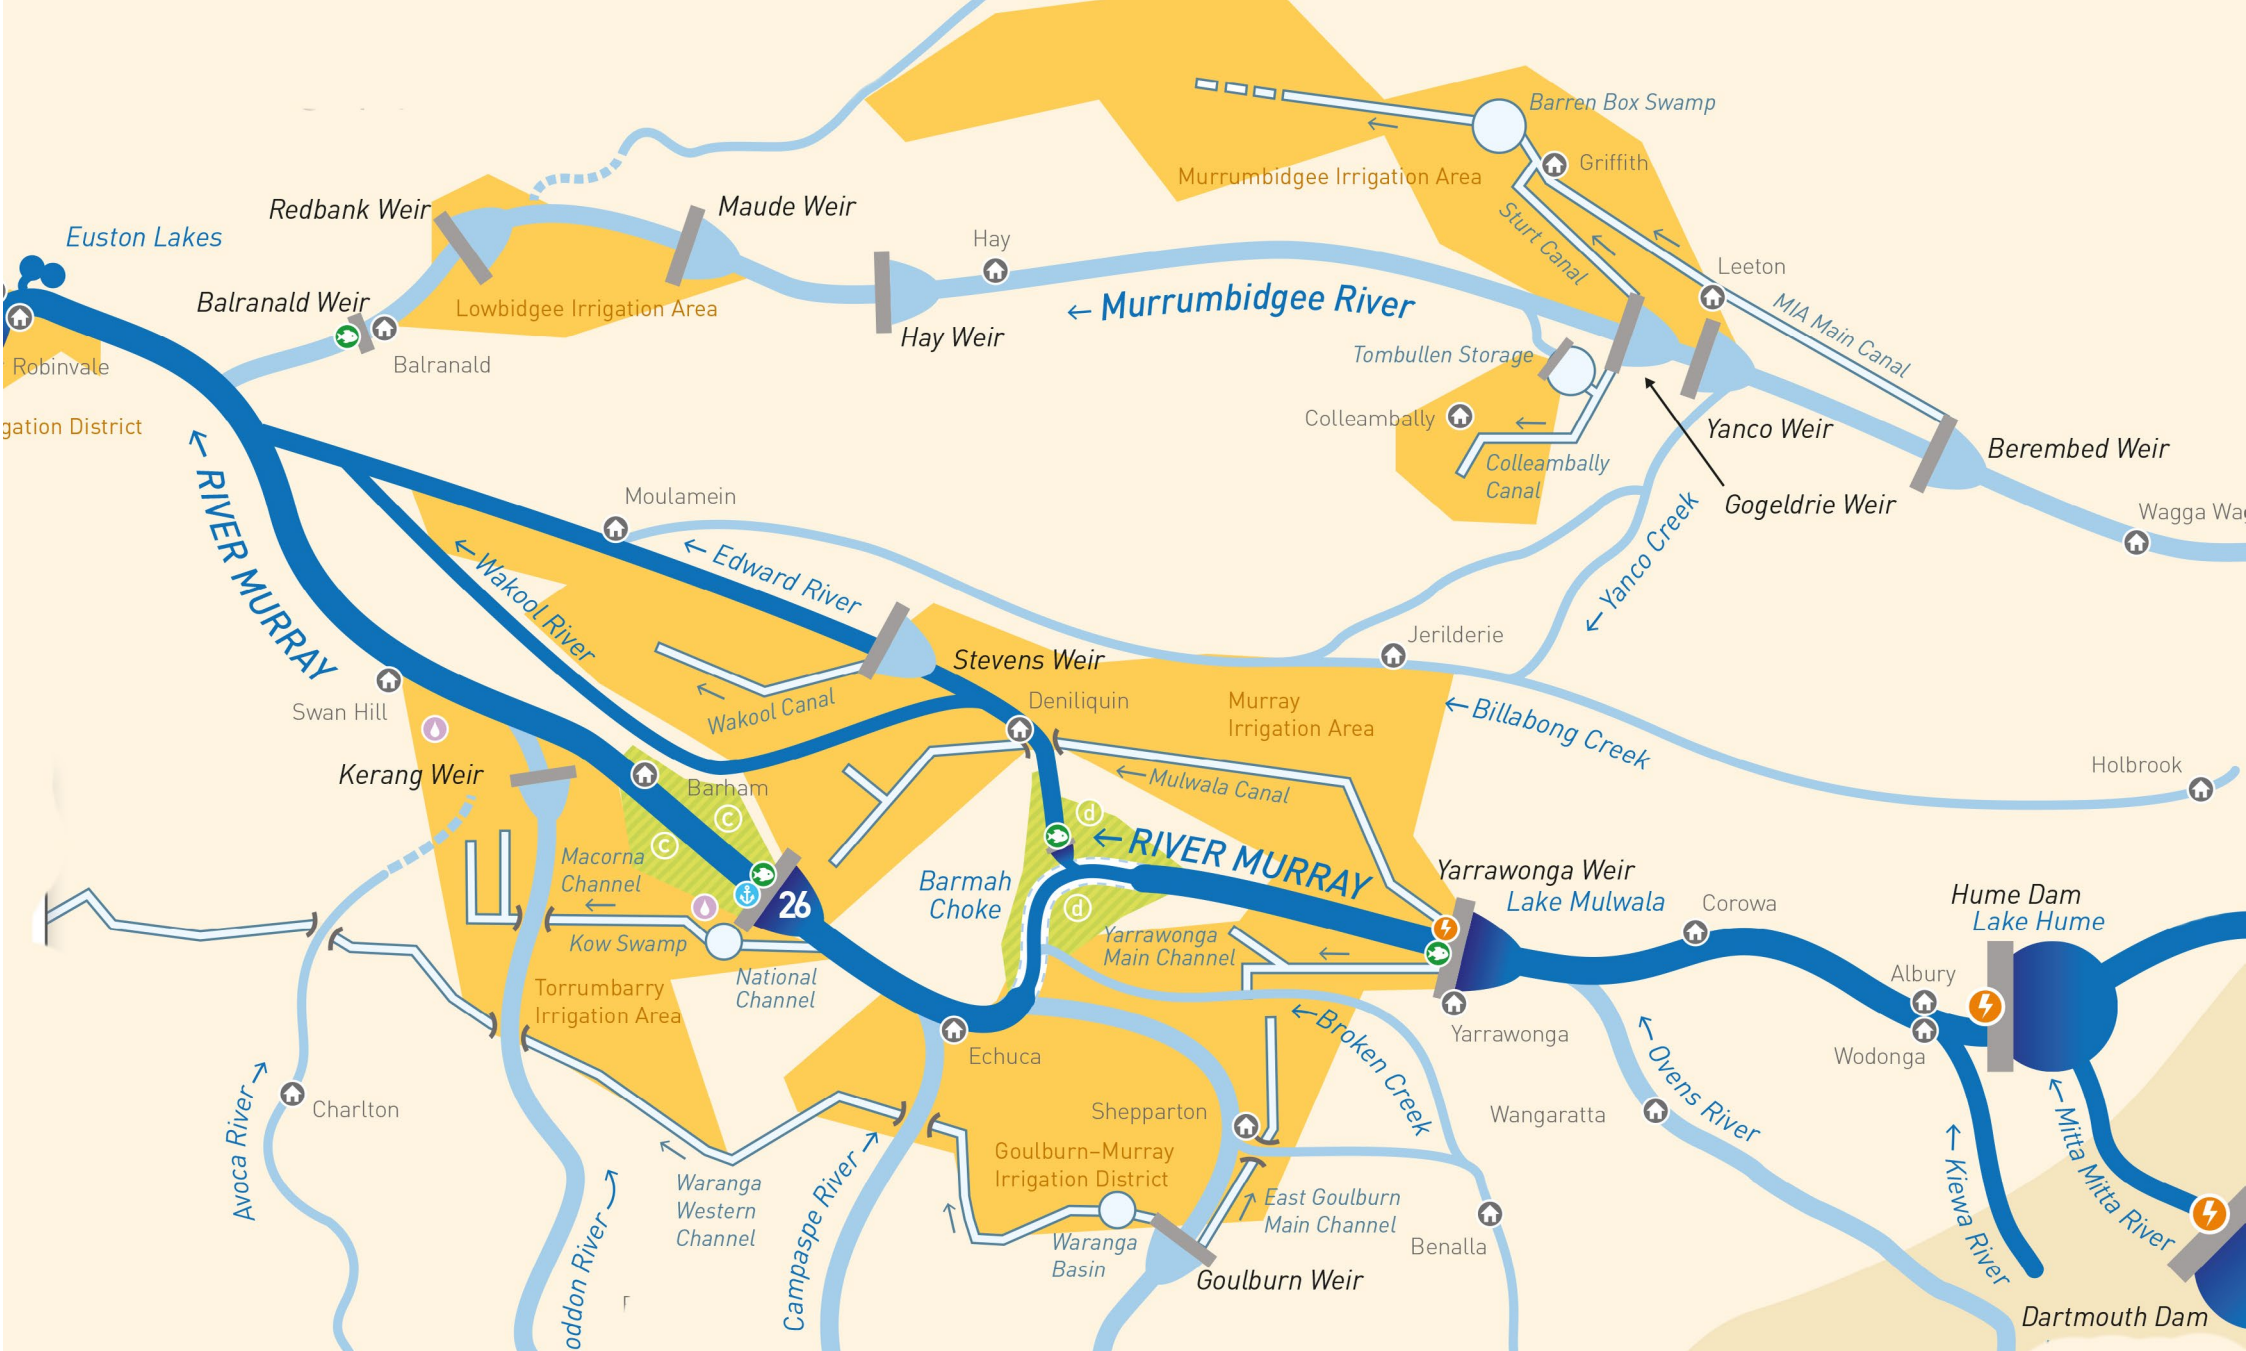 Barren Box Swamp
Griffith
Murrumbidgee Irrigation Area
Redbank Weir
Maude Weir
Euston Lakes
Sturt Canal
Hay
Leeton
Balranald Weir
Lowbidgee Irrigation Area
← Murrumbidgee River
MIA Main Canal
Hay Weir
Robinvale
Balranald
Tombullen Storage
Colleambally
gation District
Yanco Weir
Berembed Weir
Colleambally
Canal
Gogeldrie Weir
Moulamein
Wagga Wag
← RIVER MURRAY
← Wakool River
← Edward River
← Yanco Creek
Jerilderie
Stevens Weir
Swan Hill
Wakool Canal
Deniliquin
Murray
Irrigation Area
← Billabong Creek
Kerang Weir
Barham
← Mulwala Canal
Holbrook
c
c
d
← RIVER MURRAY
Macorna
Channel
26
Barmah
Choke
d
Yarrawonga Weir
Lake Mulwala
Corowa
Hume Dam
Lake Hume
Kow Swamp
Yarrawonga
Main Channel
National
Channel
Torrumbarry
Irrigation Area
Albury
Echuca
← Broken Creek
Yarrawonga
Wodonga
← Ovens River
Avoca River →
Charlton
Shepparton
Wangaratta
Goulburn–Murray
Irrigation District
Waranga
Western
Channel
Campaspe River →
East Goulburn
Main Channel
← Kiewa River
← Mitta Mitta River
oddon River →
Waranga
Basin
Benalla
Goulburn Weir
Dartmouth Dam